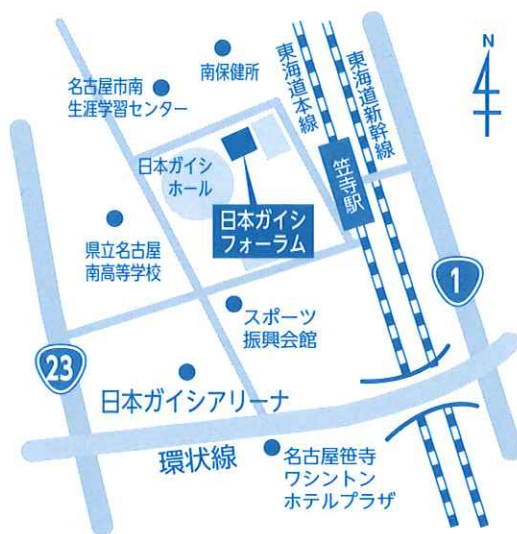 N
南保健所
名古屋市南
生涯学習センター
東海道本線
東海道新幹線
笠寺駅
日本ガイシ
ホール
日本ガイシ
フォーラム
県立名古屋
南高等学校
1
スポーツ
振興会館
23
日本ガイシアリーナ
環状線
名古屋笹寺
ワシントン
ホテルプラザ